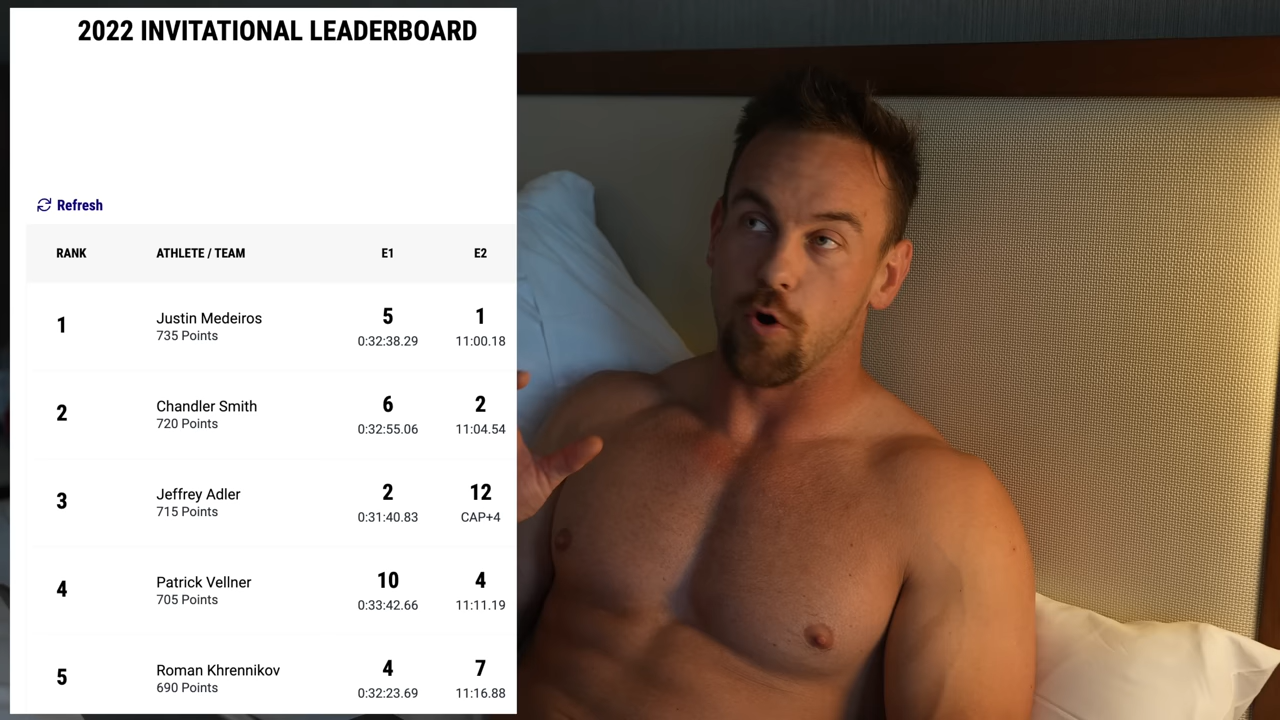 2022 INVITATIONAL LEADERBOARD
Refresh
RANK ATHLETE / TEAM E1 E2
1 Justin Medeiros 5 1
735 Points 0:32:38.29 11:00.18
2 Chandler Smith 6 2
720 Points 0:32:55.06 11:04.54
3 Jeffrey Adler 2 12
715 Points 0:31:40.83 CAP+4
4 Patrick Vellner 10 4
705 Points 0:33:42.66 11:11.19
5 Roman Khrennikov 4 7
690 Points 0:32:23.69 11:16.88